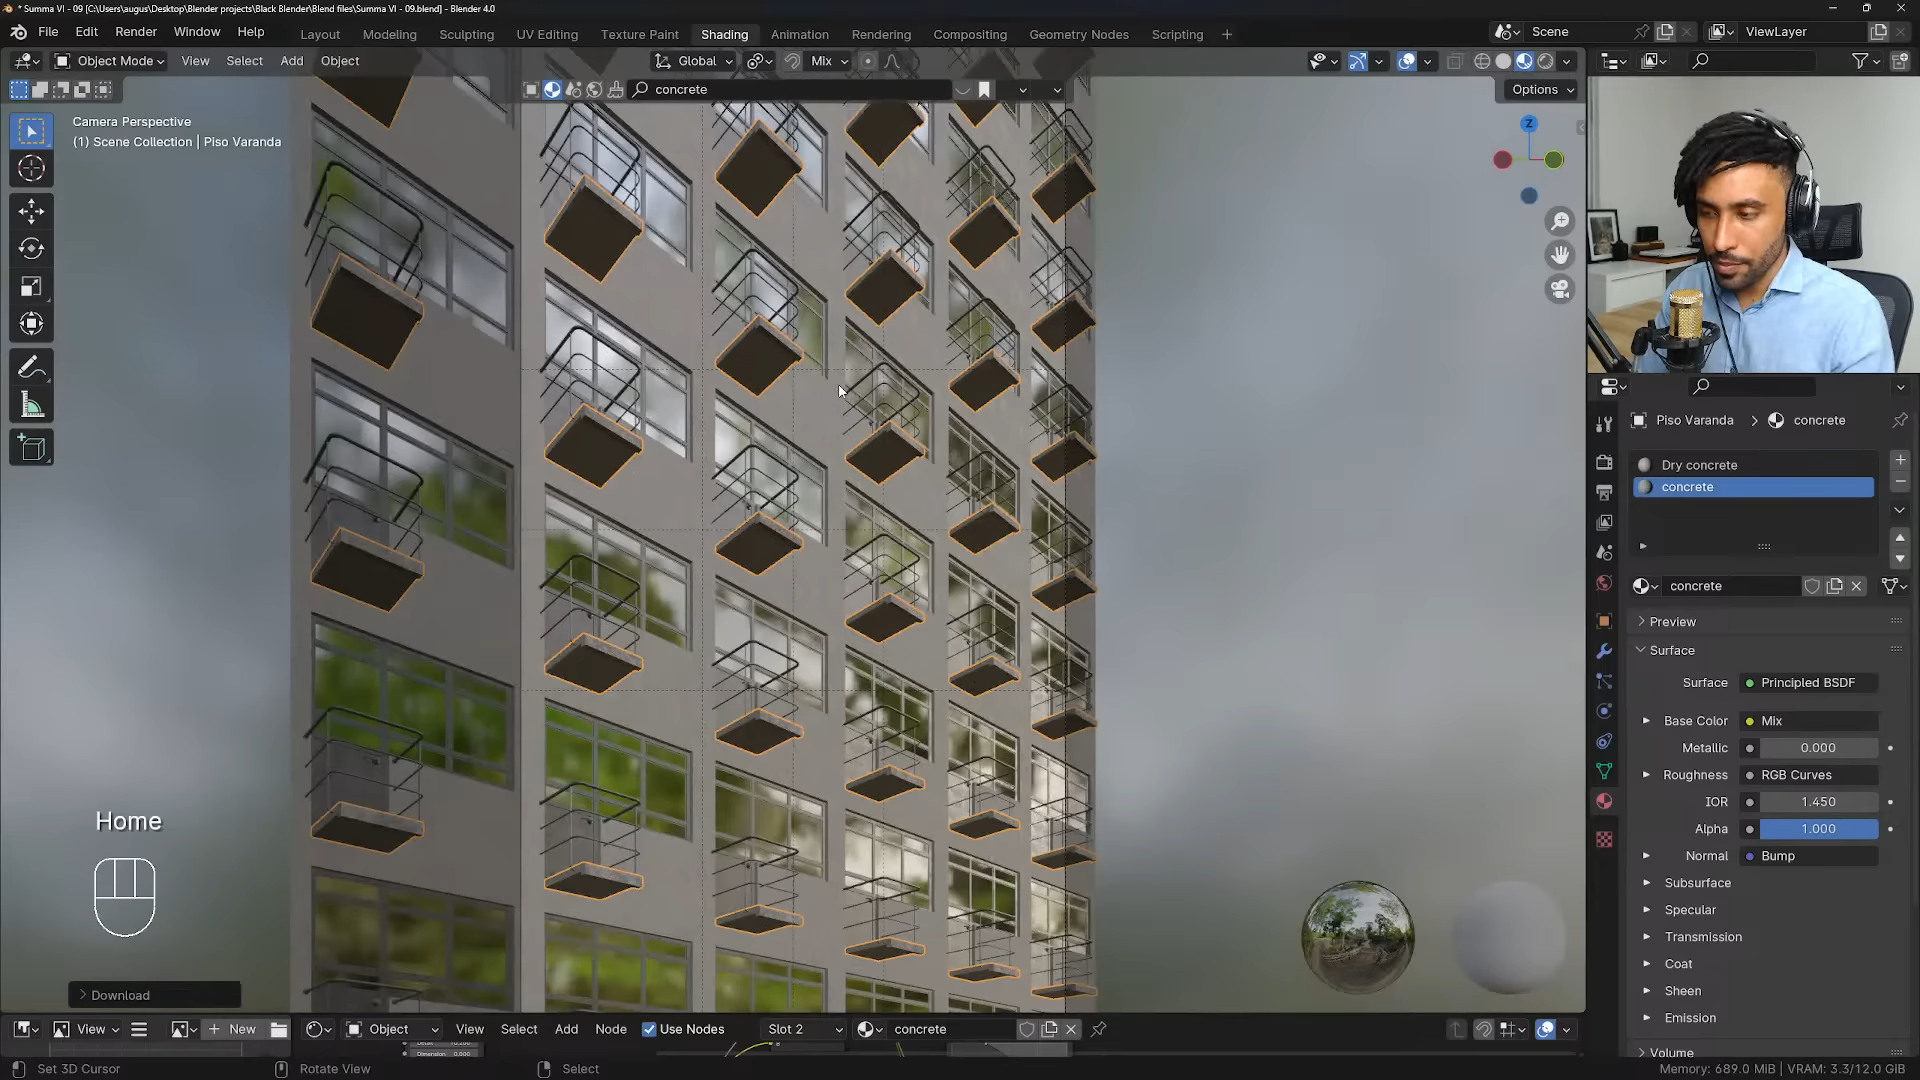 * Summa VI - 09 [C:\Users\augus\Desktop\Blender projects\Black Blender\Blend files\Summa VI - 09.blend] - Blender 4.0
File Edit Render Window Help
Layout Modeling Sculpting UV Editing Texture Paint Shading Animation Rendering Compositing Geometry Nodes Scripting +
Scene
ViewLayer
Object Mode View Select Add Object
Global
Mix
concrete
Options
Camera Perspective
(1) Scene Collection | Piso Varanda
Z
Home
Download
Piso Varanda > concrete
Dry concrete
concrete
concrete
Preview
Surface
Surface Principled BSDF
Base Color Mix
Metallic 0.000
Roughness RGB Curves
IOR 1.450
Alpha 1.000
Normal Bump
Subsurface
Specular
Transmission
Coat
Sheen
Emission
Volume
View New
Object View Select Add Node Use Nodes Slot 2 concrete
Set 3D Cursor
Rotate View
Select
Memory: 689.0 MiB | VRAM: 3.3/12.0 GiB